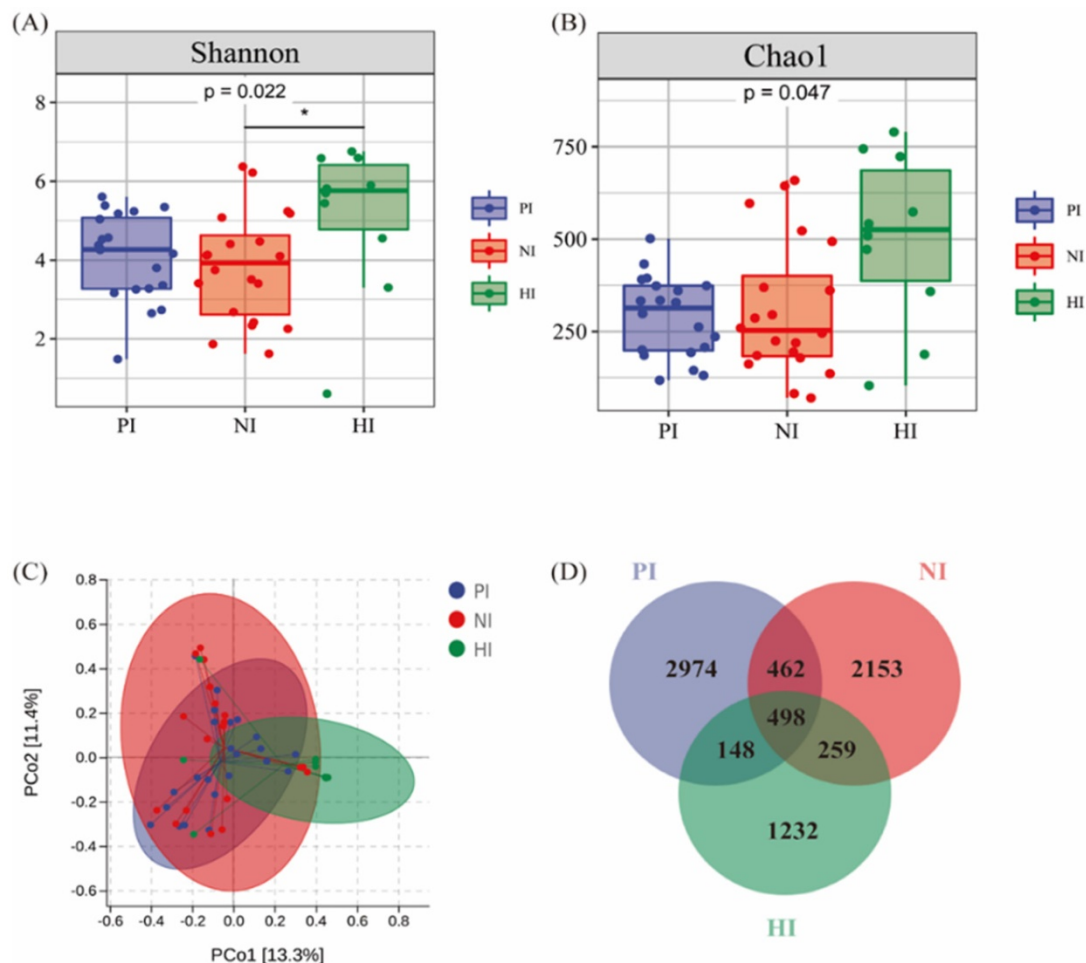 (A)
Shannon
p = 0.022
*
8
6
4
2
PI
NI
HI
PI
NI
HI
(B)
Chao1
p = 0.047
750
500
250
PI
NI
HI
PI
NI
HI
(C)
0.8
0.6
0.4
0.2
0.0
-0.2
-0.4
-0.6
PCo2 [11.4%]
-0.6 -0.4 -0.2 0.0 0.2 0.4 0.6 0.8
PCo1 [13.3%]
PI
NI
HI
(D)
PI
NI
2974
462
2153
498
148
259
1232
HI